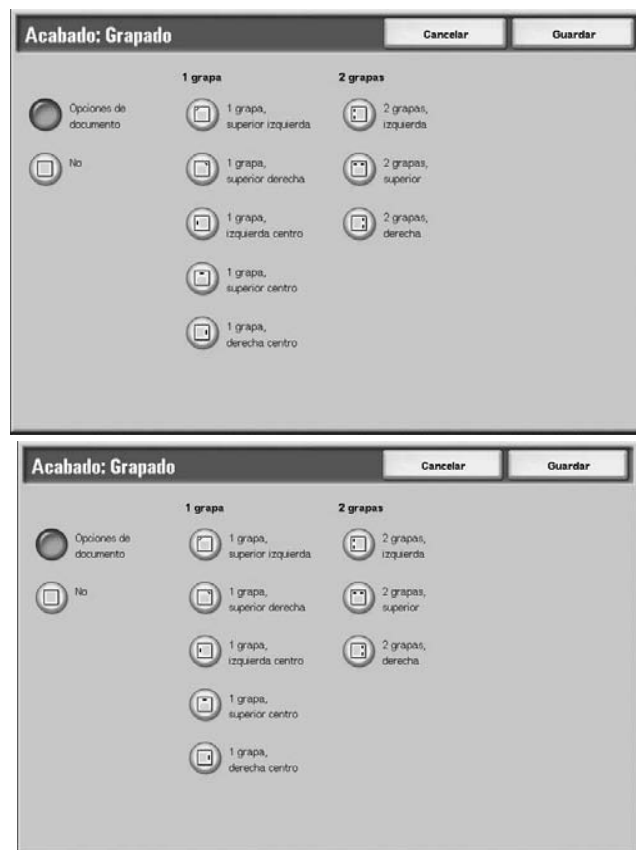 Acabado: Grapado
Cancelar
Guardar
1 grapa
2 grapas
Opciones de
documento
1 grapa,
superior izquierda
2 grapas,
izquierda
No
1 grapa,
superior derecha
2 grapas,
superior
1 grapa,
izquierda centro
2 grapas,
derecha
1 grapa,
superior centro
1 grapa,
derecha centro
Acabado: Grapado
Cancelar
Guardar
1 grapa
2 grapas
Opciones de
documento
1 grapa,
superior izquierda
2 grapas,
izquierda
No
1 grapa,
superior derecha
2 grapas,
superior
1 grapa,
izquierda centro
2 grapas,
derecha
1 grapa,
superior centro
1 grapa,
derecha centro